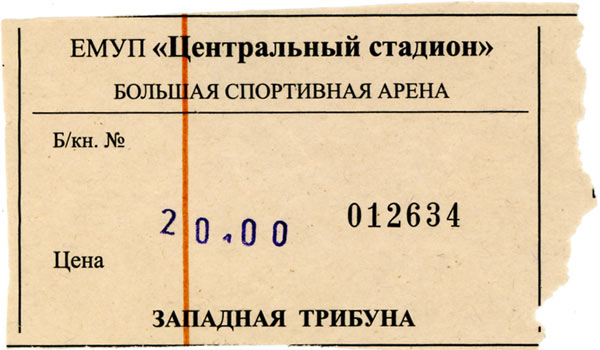 ЕМУП «Центральный стадион»
БОЛЬШАЯ СПОРТИВНАЯ АРЕНА
Б/кн. №
20.00 012634
Цена
ЗАПАДНАЯ ТРИБУНА